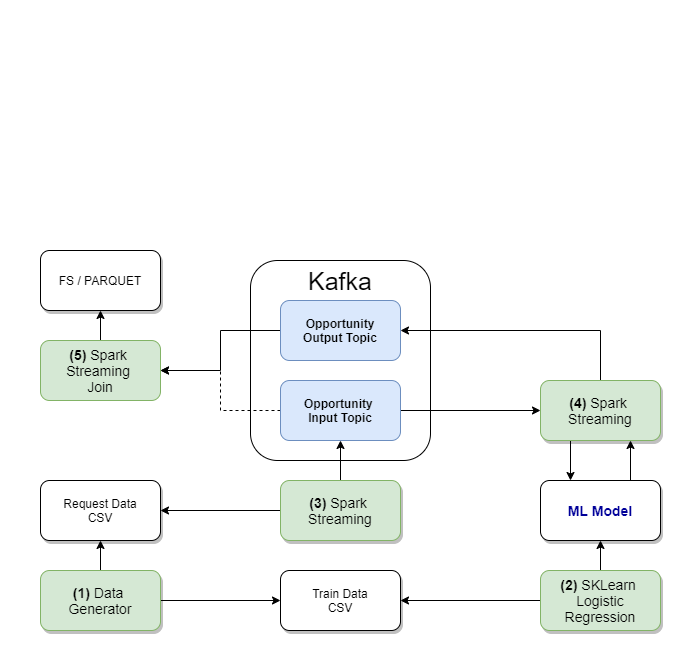 Kafka
FS / PARQUET
Opportunity
Output Topic
(5) Spark
Streaming
Join
Opportunity
Input Topic
(4) Spark
Streaming
Request Data
CSV
(3) Spark
Streaming
ML Model
(1) Data
Generator
Train Data
CSV
(2) SKLearn
Logistic
Regression